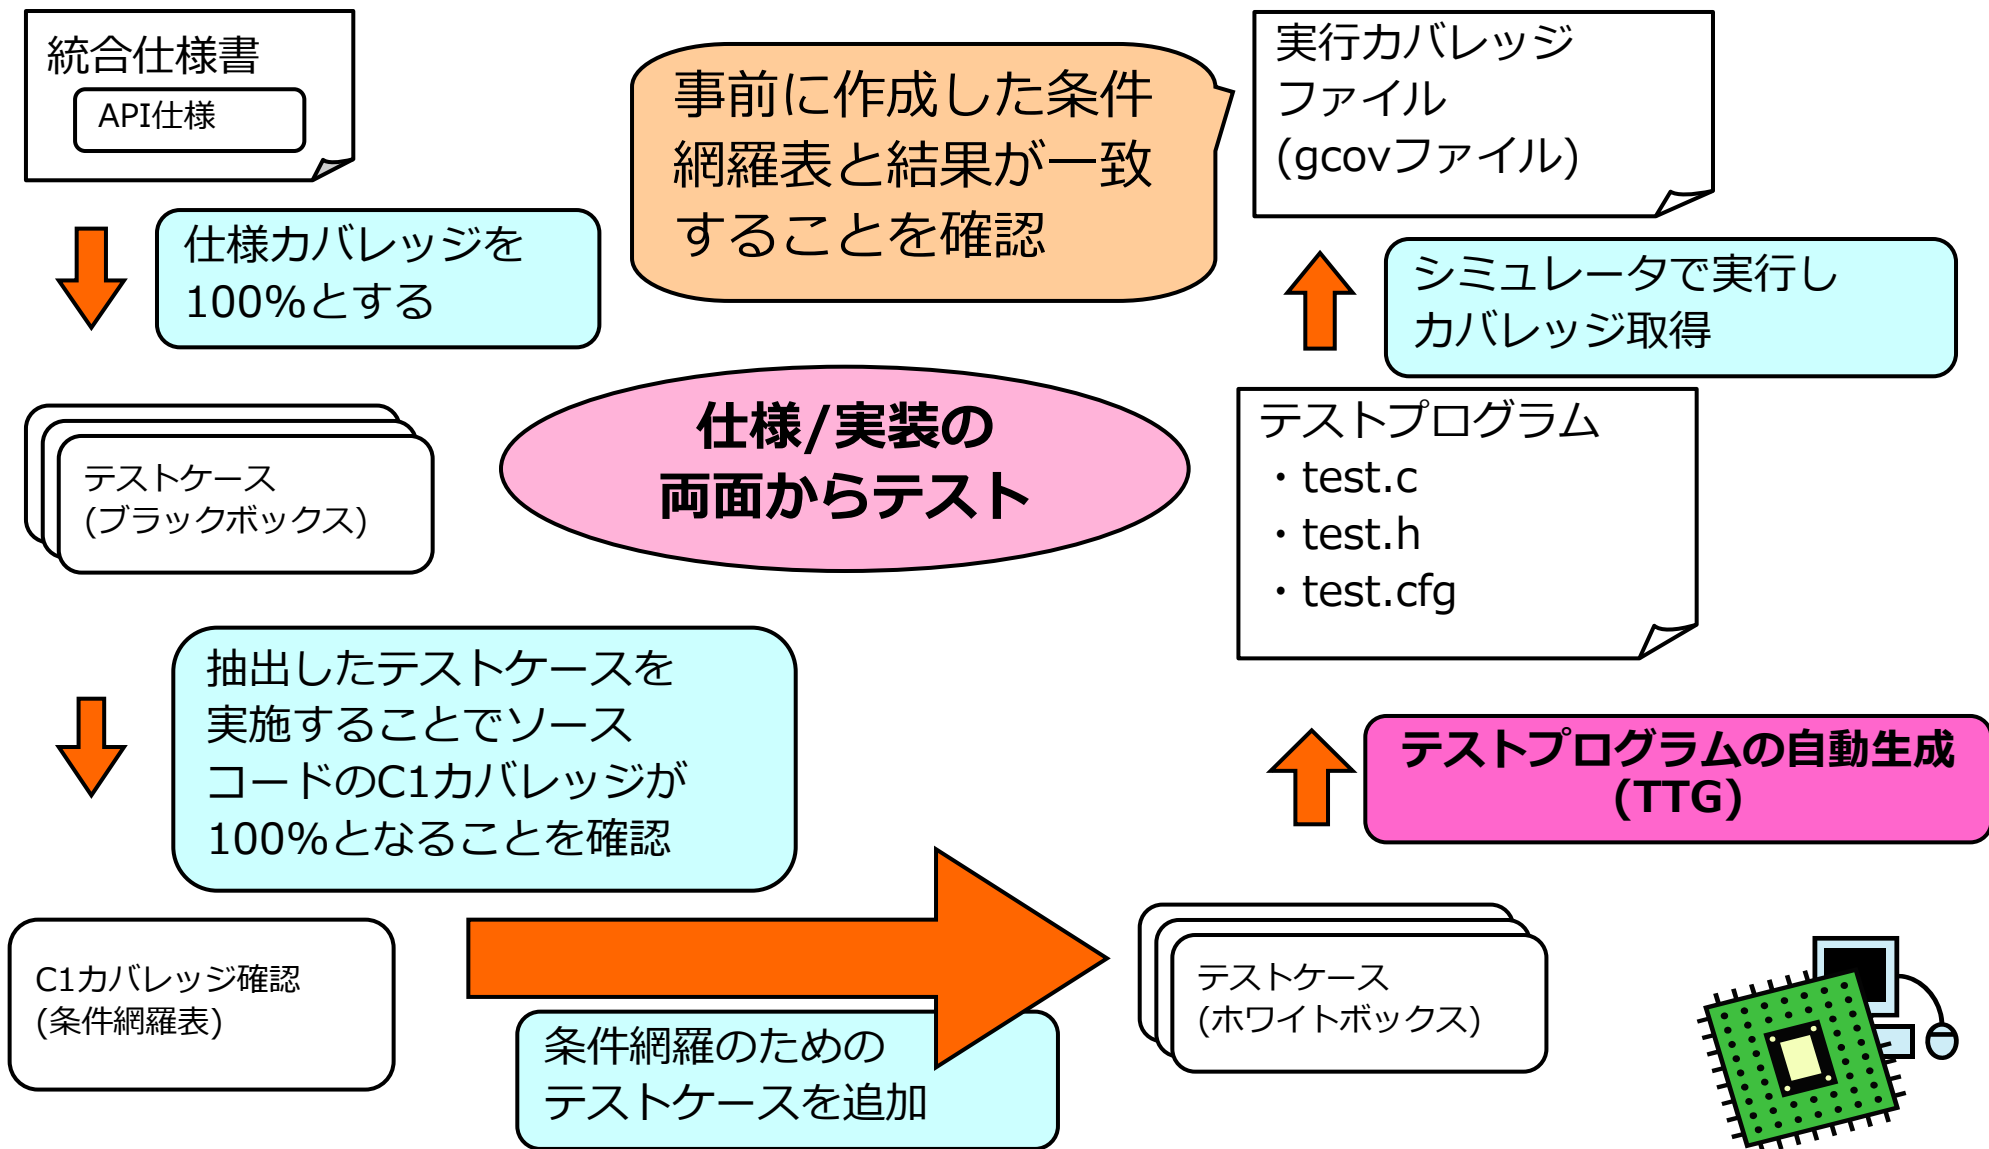 統合仕様書
API仕様
仕様カバレッジを
100%とする
テストケース
(ブラックボックス)
抽出したテストケースを
実施することでソース
コードのC1カバレッジが
100%となることを確認
C1カバレッジ確認
(条件網羅表)
条件網羅のための
テストケースを追加
事前に作成した条件
網羅表と結果が一致
することを確認
仕様/実装の
両面からテスト
実行カバレッジ
ファイル
(gcovファイル)
シミュレータで実行し
カバレッジ取得
テストプログラム
・test.c
・test.h
・test.cfg
テストプログラムの自動生成
(TTG)
テストケース
(ホワイトボックス)